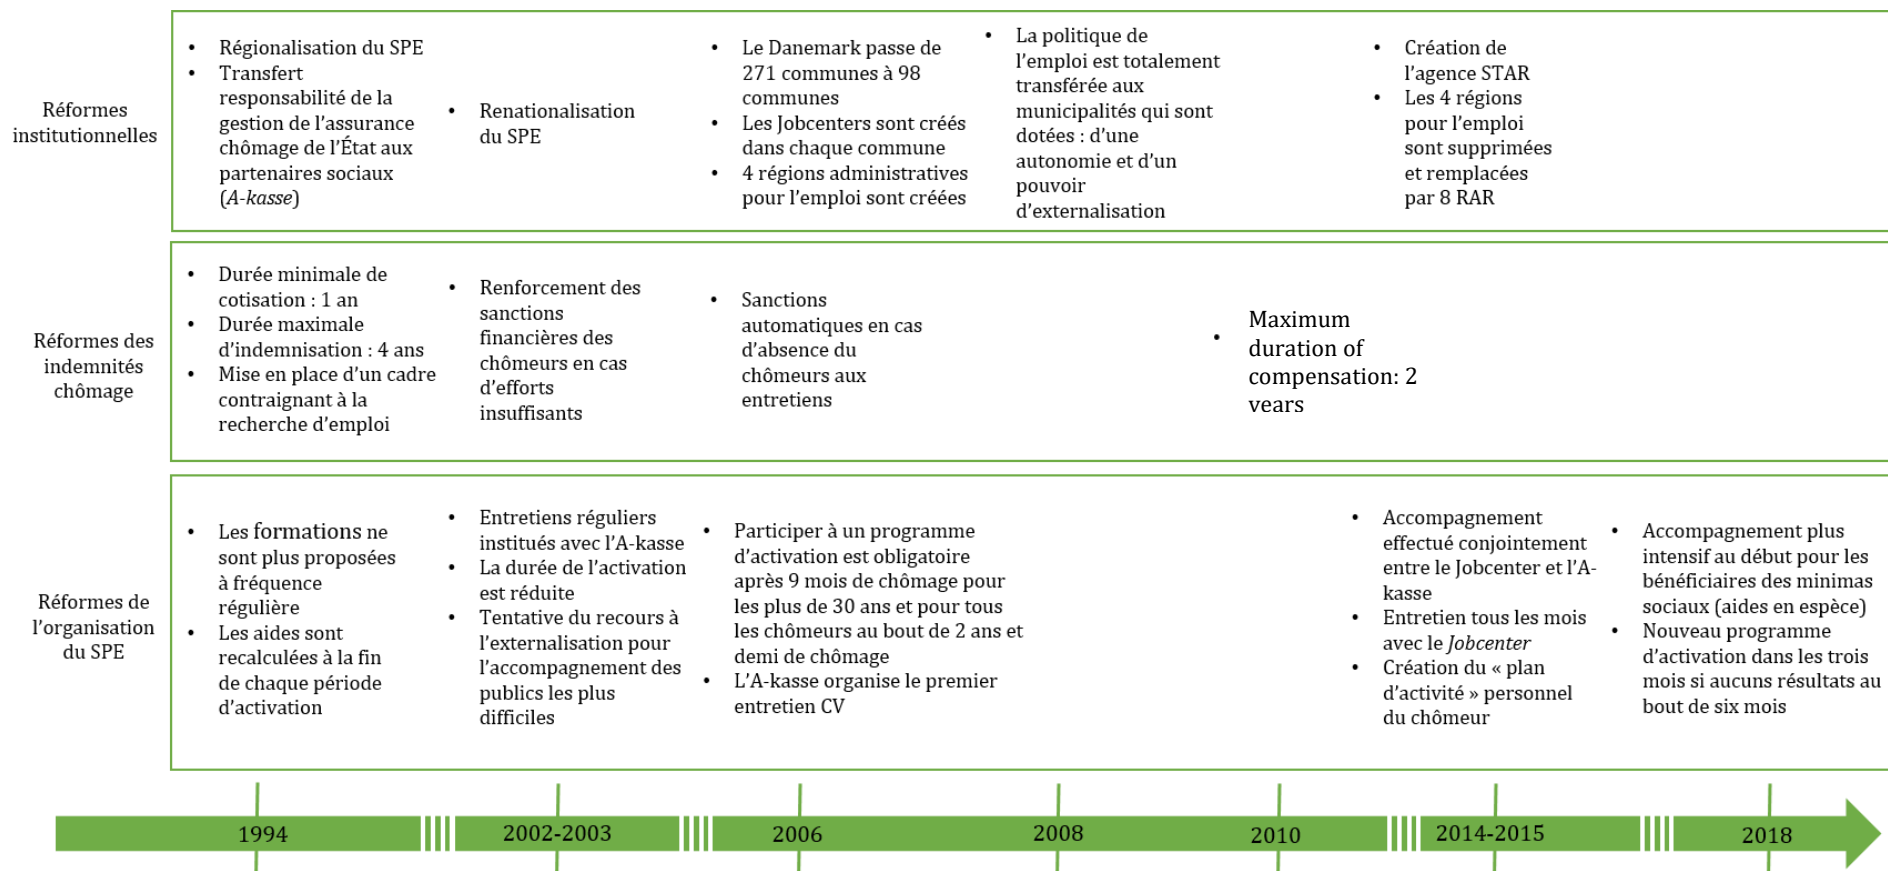 Réformes
institutionnelles
• Régionalisation du SPE
• Transfert
responsabilité de la
gestion de l'assurance
chômage de l'État aux
partenaires sociaux
(A-kasse)
• Renationalisation
du SPE
• Le Danemark passe de
271 communes à 98
communes
• Les Jobcenters sont créés
dans chaque commune
• 4 régions administratives
pour l'emploi sont créées
• La politique de
l'emploi est totalement
transférée aux
municipalités qui sont
dotées : d'une
autonomie et d'un
pouvoir
d'externalisation
• Création de
l'agence STAR
• Les 4 régions
pour l'emploi
sont supprimées
et remplacées
par 8 RAR
Réformes des
indemnités
chômage
• Durée minimale de
cotisation : 1 an
• Durée maximale
d'indemnisation : 4 ans
• Mise en place d'un cadre
contraignant à la
recherche d'emploi
• Renforcement des
sanctions
financières des
chômeurs en cas
d'efforts
insuffisants
• Sanctions
automatiques en cas
d'absence du
chômeurs aux
entretiens
• Maximum
duration of
compensation: 2
years
Réformes de
l'organisation
du SPE
• Les formations ne
sont plus proposées
à fréquence
régulière
• Les aides sont
recalculées à la fin
de chaque période
d'activation
• Entretiens réguliers
institués avec l'A-kasse
• La durée de l'activation
est réduite
• Tentative du recours à
l'externalisation pour
l'accompagnement des
publics les plus
difficiles
• Participer à un programme
d'activation est obligatoire
après 9 mois de chômage pour
les plus de 30 ans et pour tous
les chômeurs au bout de 2 ans et
demi de chômage
• L'A-kasse organise le premier
entretien CV
• Accompagnement
effectué conjointement
entre le Jobcenter et l'A-
kasse
• Entretien tous les mois
avec le Jobcenter
• Création du « plan
d'activité » personnel
du chômeur
• Accompagnement plus
intensif au début pour les
bénéficiaires des minimas
sociaux (aides en espèce)
• Nouveau programme
d'activation dans les trois
mois si aucuns résultats au
bout de six mois
1994
2002-2003
2006
2008
2010
2014-2015
2018